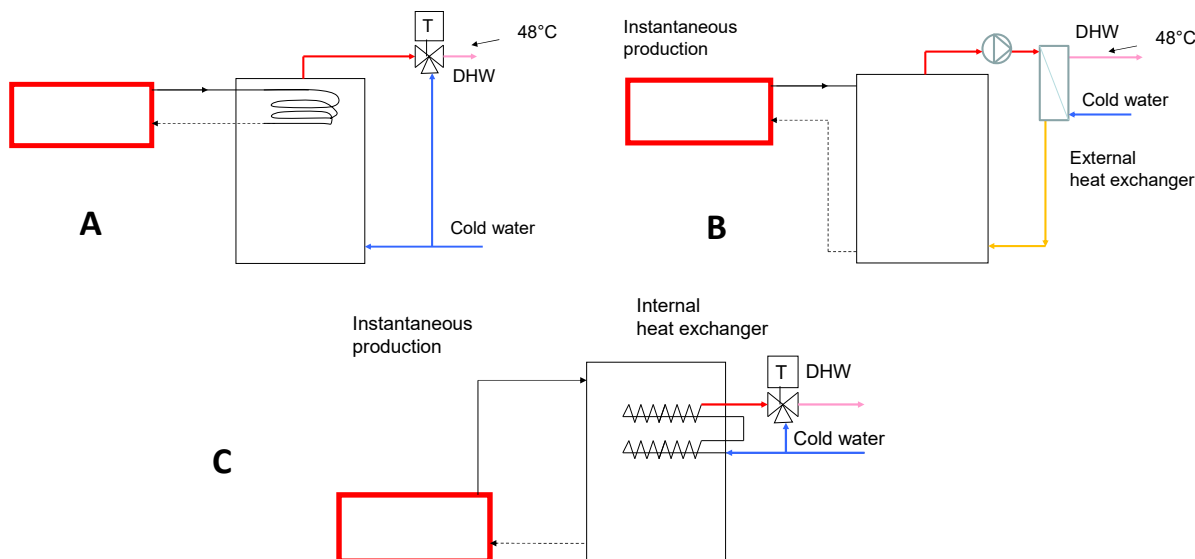 T
48°C
DHW
Cold water
A
Instantaneous
production
DHW
48°C
Cold water
External
heat exchanger
B
Instantaneous
production
Internal
heat exchanger
T
DHW
Cold water
C